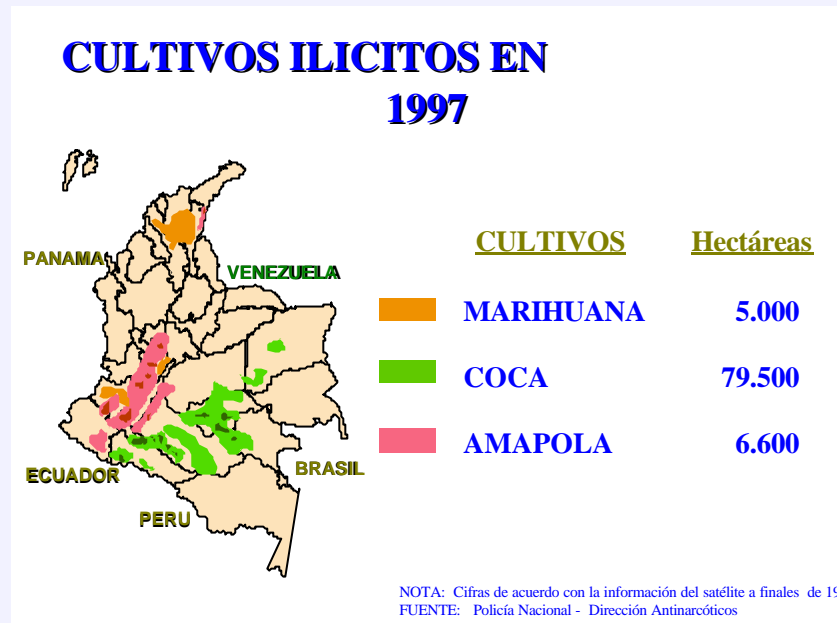 CULTIVOS ILICITOS EN
1997
PANAMA
VENEZUELA
ECUADOR
PERU
BRASIL
CULTIVOS Hectáreas
MARIHUANA 5.000
COCA 79.500
AMAPOLA 6.600
NOTA: Cifras de acuerdo con la información del satélite a finales de
FUENTE: Policía Nacional - Dirección Antinarcóticos